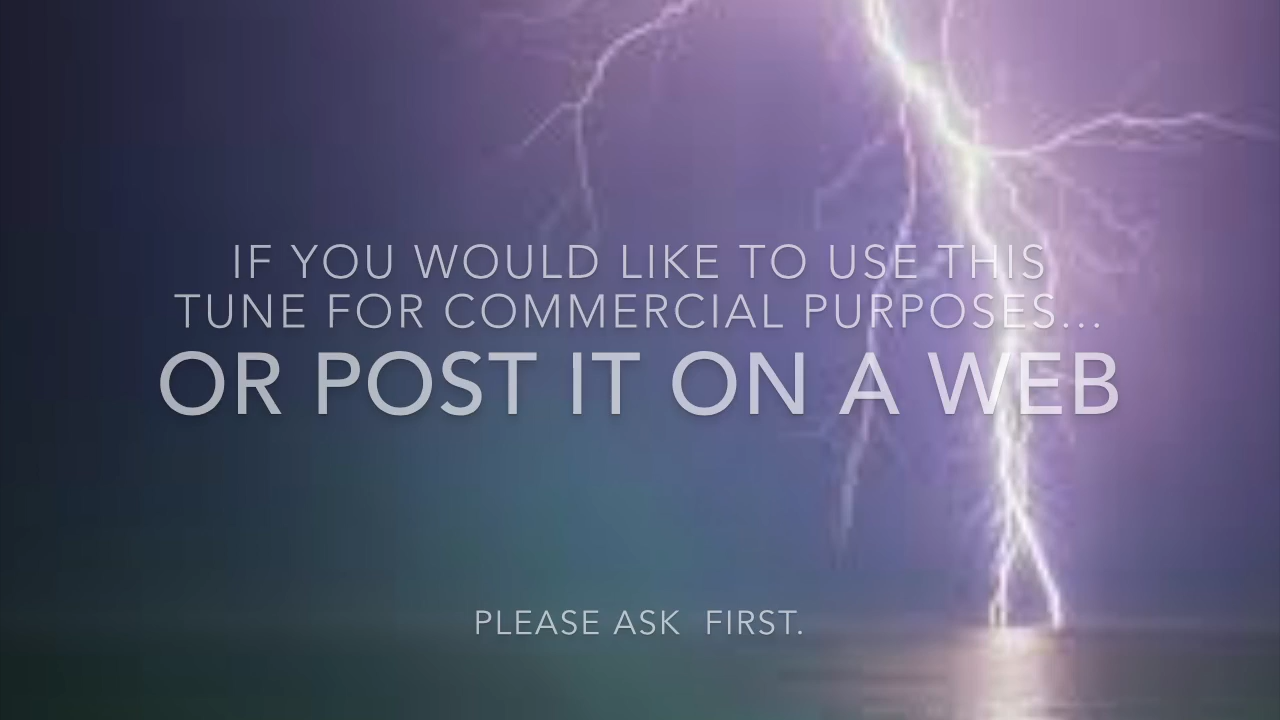 IF YOU WOULD LIKE TO USE THIS
TUNE FOR COMMERCIAL PURPOSES...
OR POST IT ON A WEB
PLEASE ASK  FIRST.